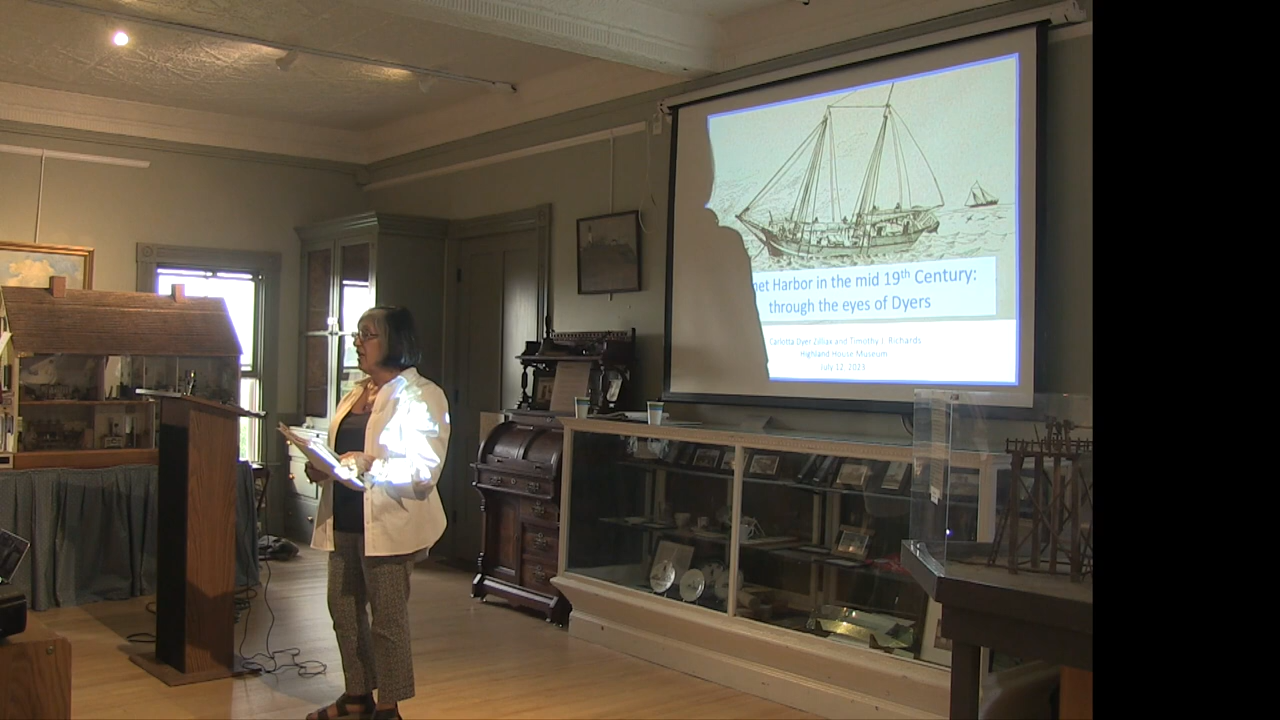 net Harbor in the mid 19th Century:
through the eyes of Dyers
Carlotta Dyer Zilliax and Timothy J. Richards
Highland House Museum
July 12, 2023